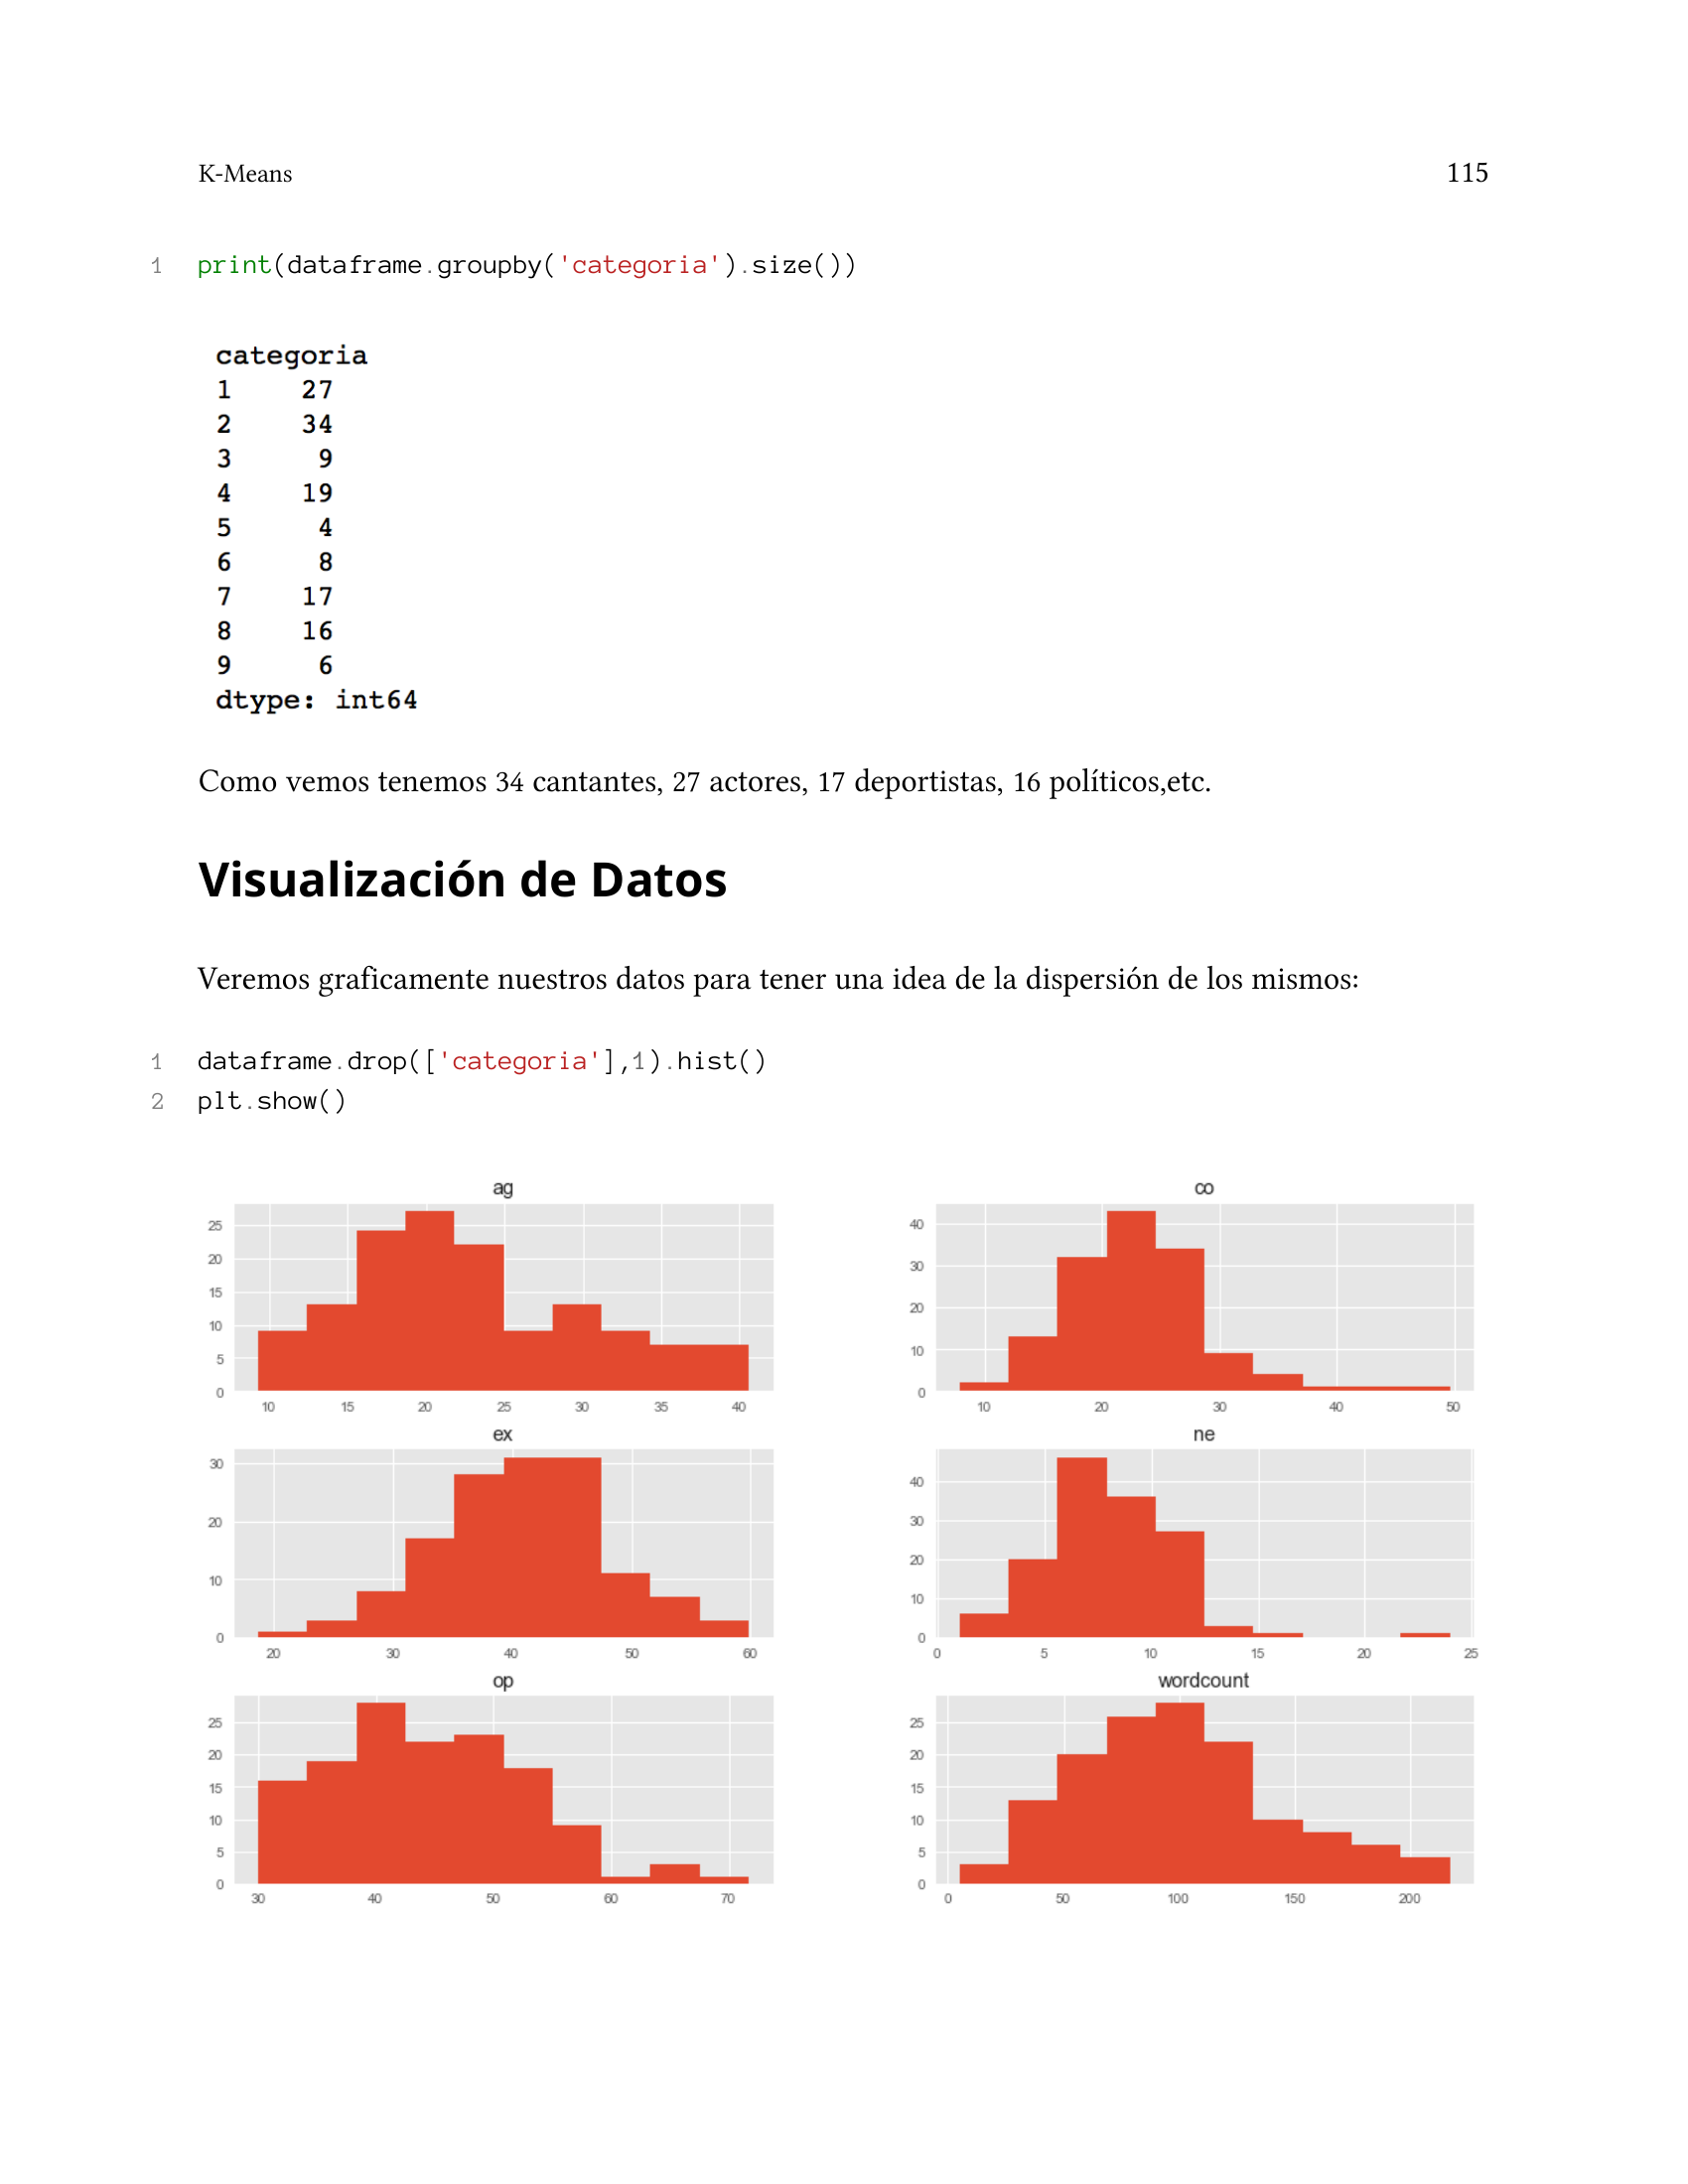 K-Means 115
1 print(dataframe.groupby('categoria').size())
categoria
1 27
2 34
3 9
4 19
5 4
6 8
7 17
8 16
9 6
dtype: int64
Como vemos tenemos 34 cantantes, 27 actores, 17 deportistas, 16 políticos,etc.
Visualización de Datos
Veremos graficamente nuestros datos para tener una idea de la dispersión de los mismos:
1 dataframe.drop(['categoria'],1).hist()
2 plt.show()
ag
25
20
15
10
5
0
10 15 20 25 30 35 40
co
40
30
20
10
0
10 20 30 40 50
ex
30
20
10
0
20 30 40 50 60
ne
40
30
20
10
0
0 5 10 15 20 25
op
25
20
15
10
5
0
30 40 50 60 70
wordcount
25
20
15
10
5
0
0 50 100 150 200